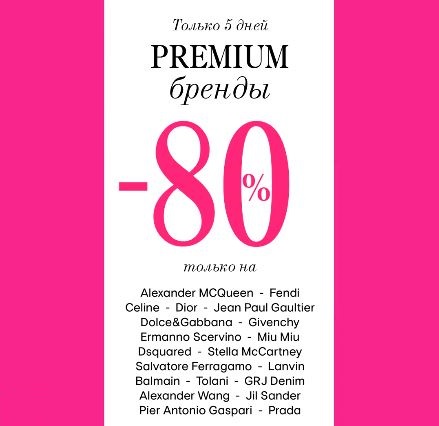 Только 5 дней
PREMIUM
бренды
-80%
только на
Alexander MCQueen - Fendi
Celine - Dior - Jean Paul Gaultier
Dolce&Gabbana - Givenchy
Ermanno Scervino - Miu Miu
Dsquared - Stella McCartney
Salvatore Ferragamo - Lanvin
Balmain - Tolani - GRJ Denim
Alexander Wang - Jil Sander
Pier Antonio Gaspari - Prada